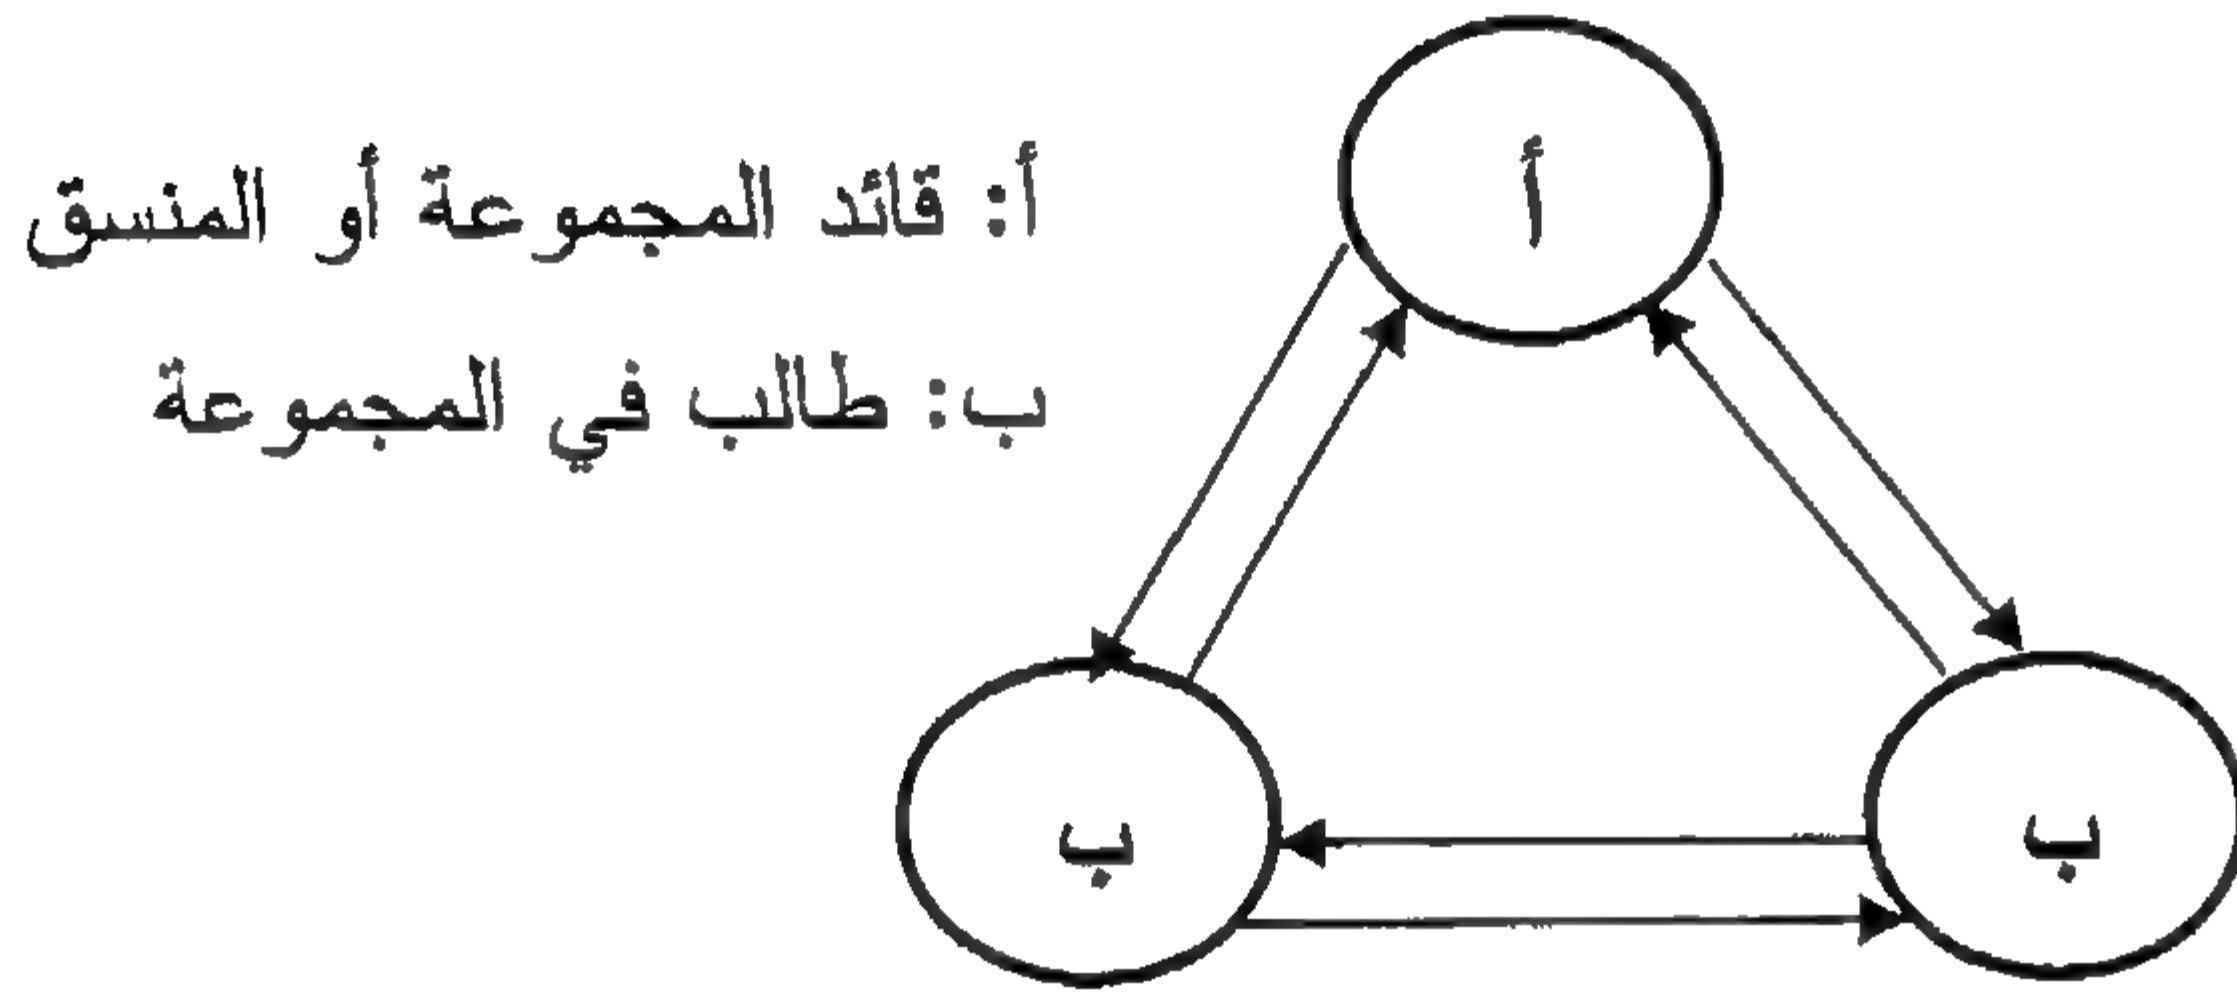 أ
أ: قائد المجموعة أو المنسق
ب: طالب في المجموعة
ب
ب